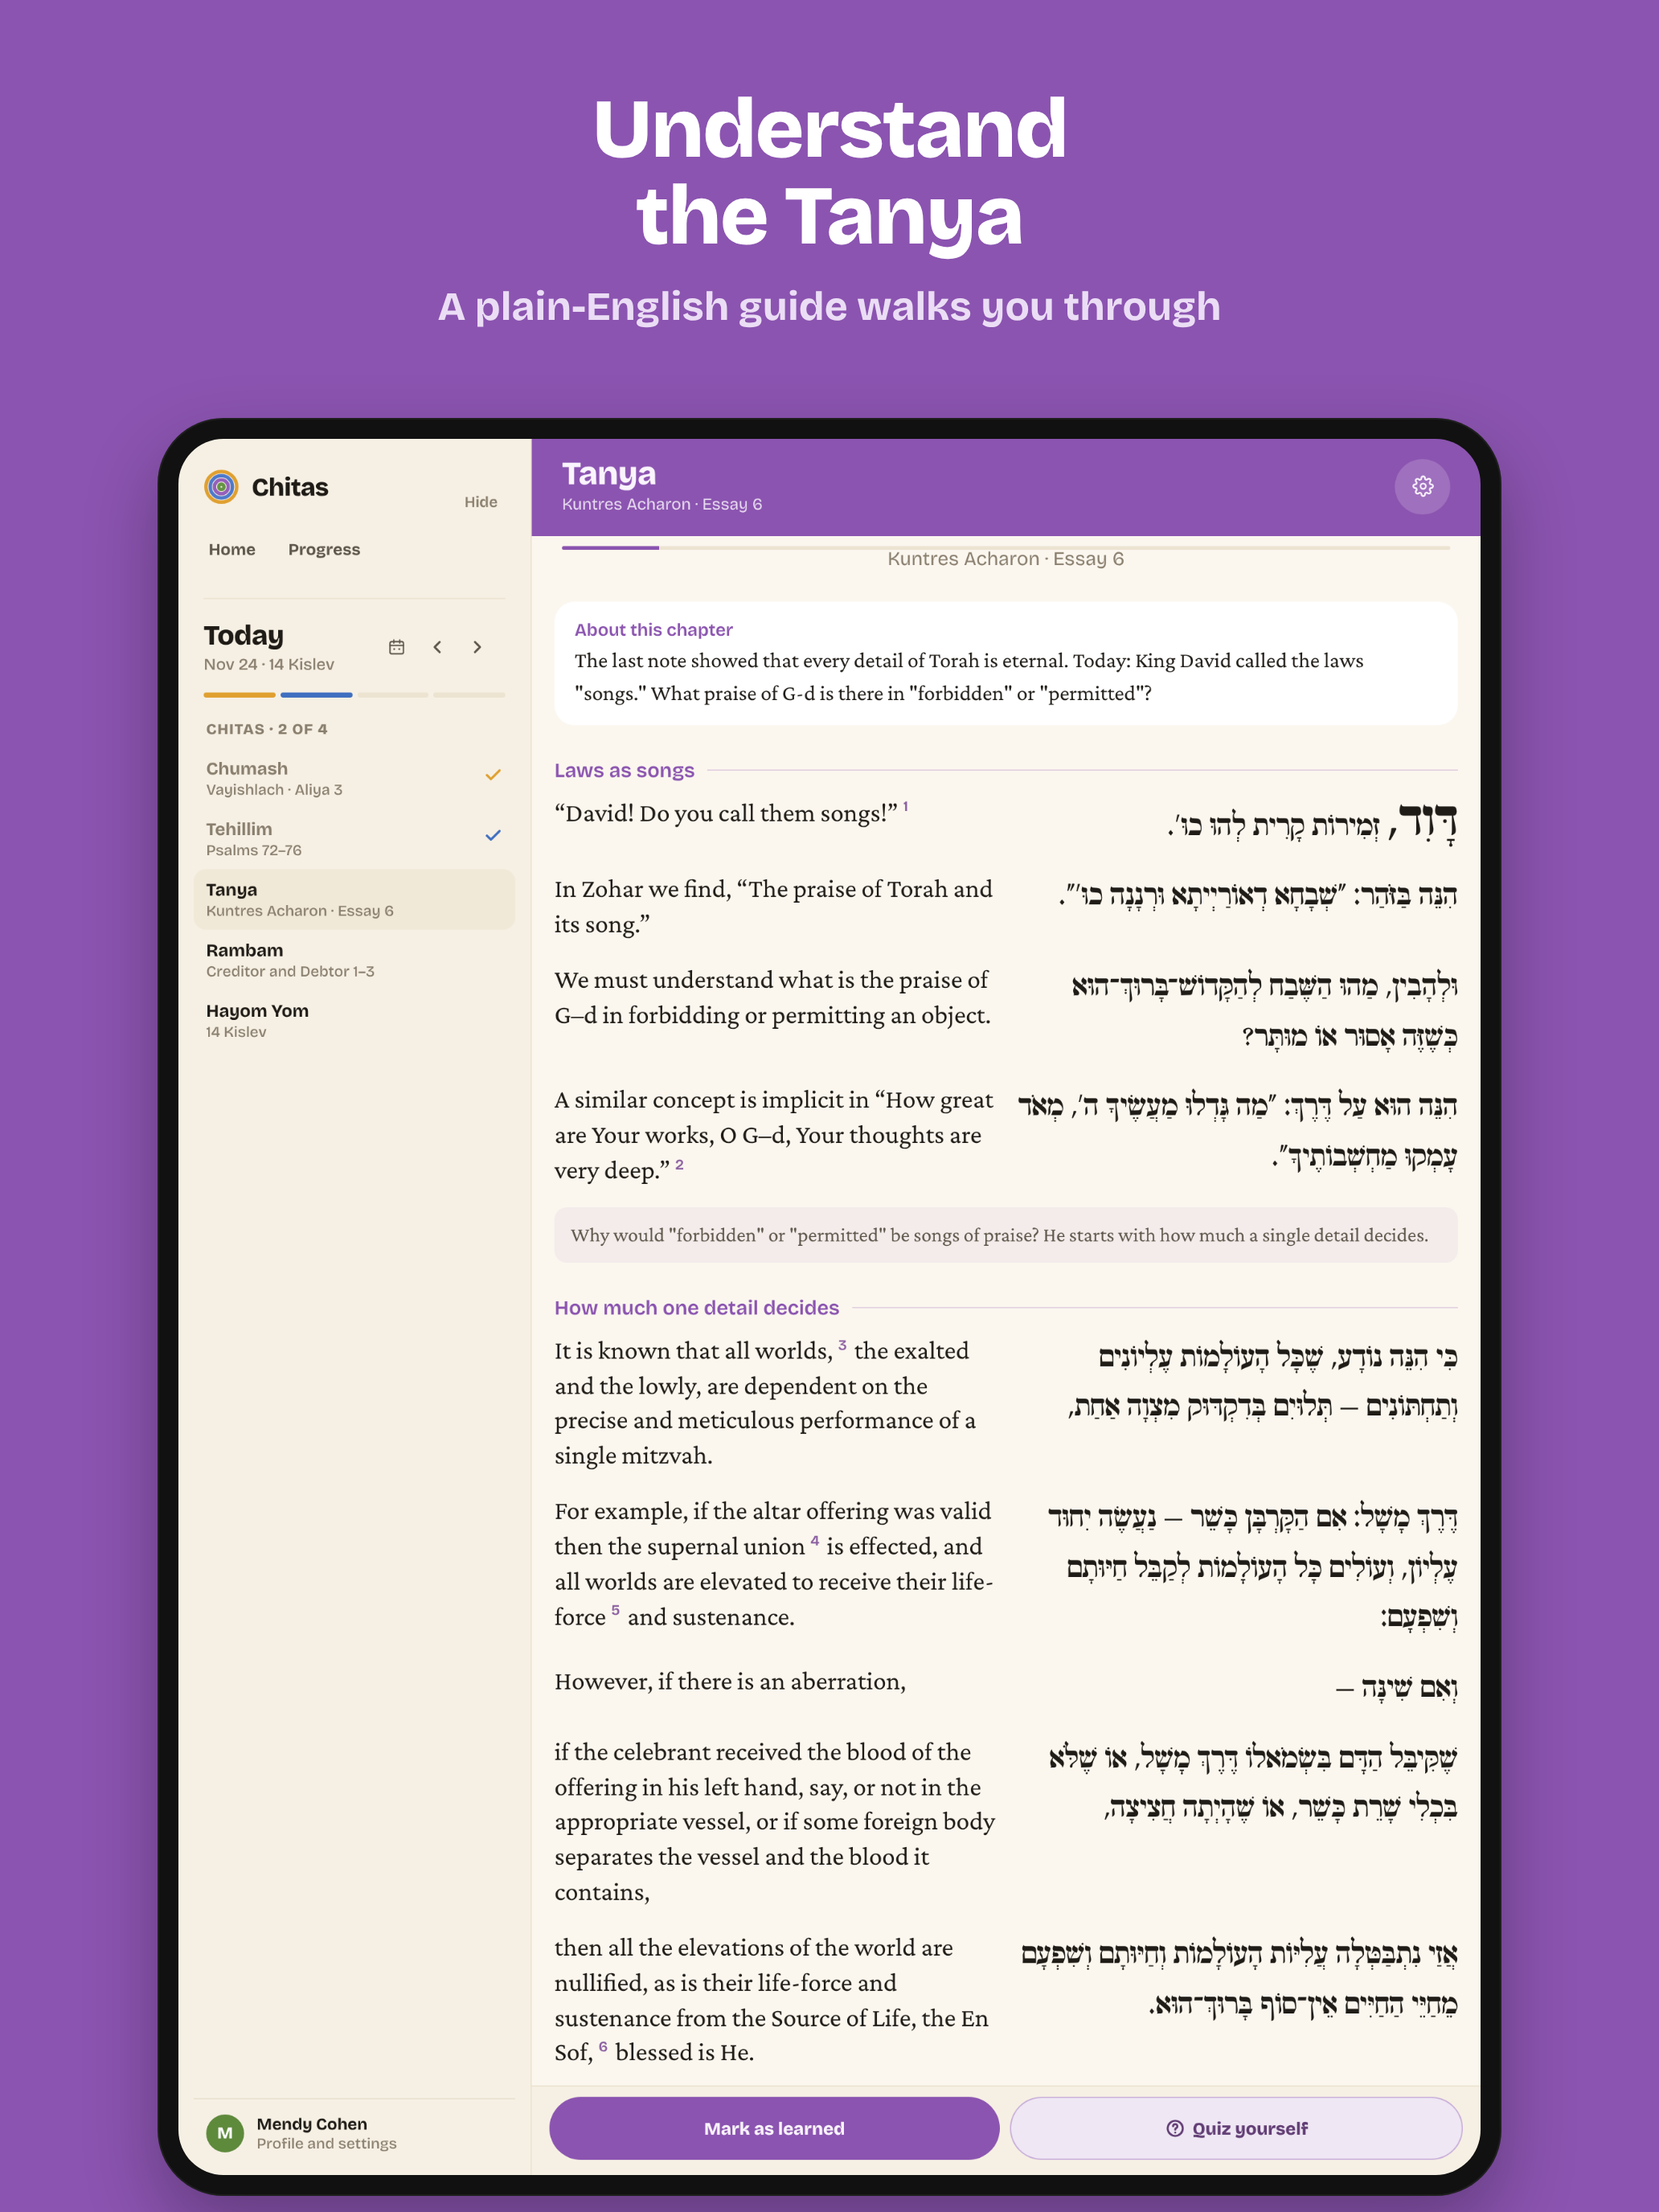 Understand
the Tanya
A plain-English guide walks you through
Chitas
Hide
Home
Progress
Today
Nov 24 · 14 Kislev
CHITAS · 2 OF 4
Chumash
Vayishlach · Aliya 3
Tehillim
Psalms 72–76
Tanya
Kuntres Acharon · Essay 6
Rambam
Creditor and Debtor 1–3
Hayom Yom
14 Kislev
M
Mendy Cohen
Profile and settings
Tanya
Kuntres Acharon · Essay 6
Kuntres Acharon · Essay 6
About this chapter
The last note showed that every detail of Torah is eternal. Today: King David called the laws
"songs." What praise of G-d is there in "forbidden" or "permitted"?
Laws as songs
“David! Do you call them songs!” 1
דָּוִד, זְמִירוֹת קָרִית לְהוּ כוּ׳.
In Zohar we find, “The praise of Torah and
its song.”
הִנֵּה בַּזֹּהַר: ״שְׁבָחָא דְאוֹרַיְיתָא וּרְנָנָה כוּ׳״.
We must understand what is the praise of
G–d in forbidding or permitting an object.
וּלְהָבִין, מַהוּ הַשֶּׁבַח לְהַקָּדוֹשׁ־בָּרוּךְ־הוּא
כְּשֶׁזֶּה אָסוּר אוֹ מוּתָּר?
A similar concept is implicit in “How great
are Your works, O G–d, Your thoughts are
very deep.” 2
הִנֵּה הוּא עַל דֶּרֶךְ: ״מַה גָּדְלוּ מַעֲשֶׂיךָ ה׳, מְאֹד
עָמְקוּ מַחְשְׁבוֹתֶיךָ״.
Why would "forbidden" or "permitted" be songs of praise? He starts with how much a single detail decides.
How much one detail decides
It is known that all worlds, 3 the exalted
and the lowly, are dependent on the
precise and meticulous performance of a
single mitzvah.
כִּי הִנֵּה נוֹדָע, שֶׁכָּל הָעוֹלָמוֹת עֶלְיוֹנִים
וְתַחְתּוֹנִים – תְּלוּיִם בְּדִקְדּוּק מִצְוָה אַחַת,
For example, if the altar offering was valid
then the supernal union 4 is effected, and
all worlds are elevated to receive their life-
force 5 and sustenance.
דֶּרֶךְ מָשָׁל: אִם הַקָּרְבָּן כָּשֵׁר – נַעֲשֶׂה יִחוּד
עֶלְיוֹן, וְעוֹלִים כָּל הָעוֹלָמוֹת לְקַבֵּל חַיּוּתָם
וְשִׁפְעָם:
However, if there is an aberration,
וְאִם שִׁינָּה –
if the celebrant received the blood of the
offering in his left hand, say, or not in the
appropriate vessel, or if some foreign body
separates the vessel and the blood it
contains,
שֶׁקִּיבֵּל הַדָּם בִּשְׂמֹאלוֹ דֶּרֶךְ מָשָׁל, אוֹ שֶׁלֹּא
בִּכְלִי שָׁרֵת כָּשֵׁר, אוֹ שֶׁהָיְתָה חֲצִיצָה,
then all the elevations of the world are
nullified, as is their life-force and
sustenance from the Source of Life, the En
Sof, 6 blessed is He.
אֲזַי נִתְבַּטְּלָה עֲלִיּוֹת הָעוֹלָמוֹת וְחַיּוּתָם וְשִׁפְעָם
מֵחַיֵּי הַחַיִּים אֵין־סוֹף בָּרוּךְ־הוּא.
Mark as learned
Quiz yourself